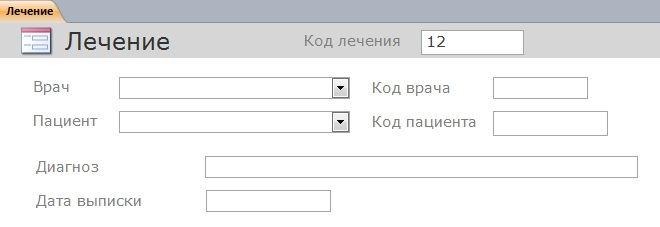 Лечение
Лечение Код лечения 12
Врач Код врача
Пациент Код пациента
Диагноз
Дата выписки